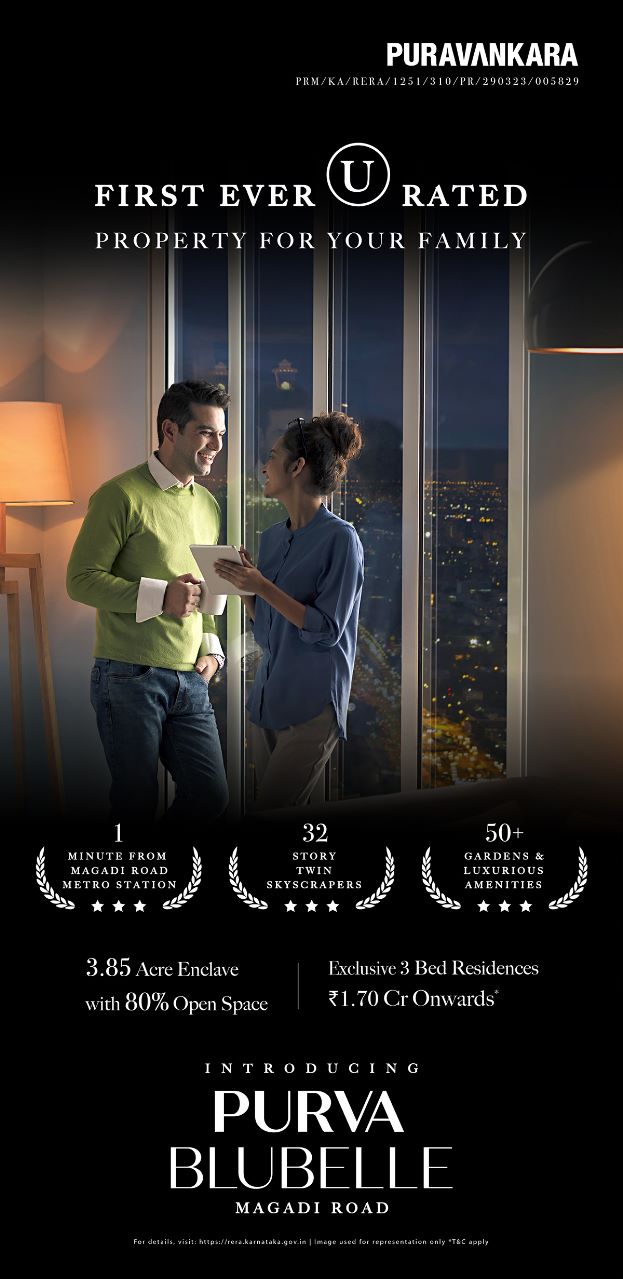 PURAVANKARA
PRM/KA/RERA/1251/310/PR/290323/005829
FIRST EVER U RATED
PROPERTY FOR YOUR FAMILY
1
MINUTE FROM
MAGADI ROAD
METRO STATION
32
STORY
TWIN
SKYSCRAPERS
50+
GARDENS &
LUXURIOUS
AMENITIES
3.85 Acre Enclave
with 80% Open Space
Exclusive 3 Bed Residences
₹1.70 Cr Onwards*
INTRODUCING
PURVA
BLUBELLE
MAGADI ROAD
For details, visit: https://rera.karnataka.gov.in | Image used for representation only *T&C apply